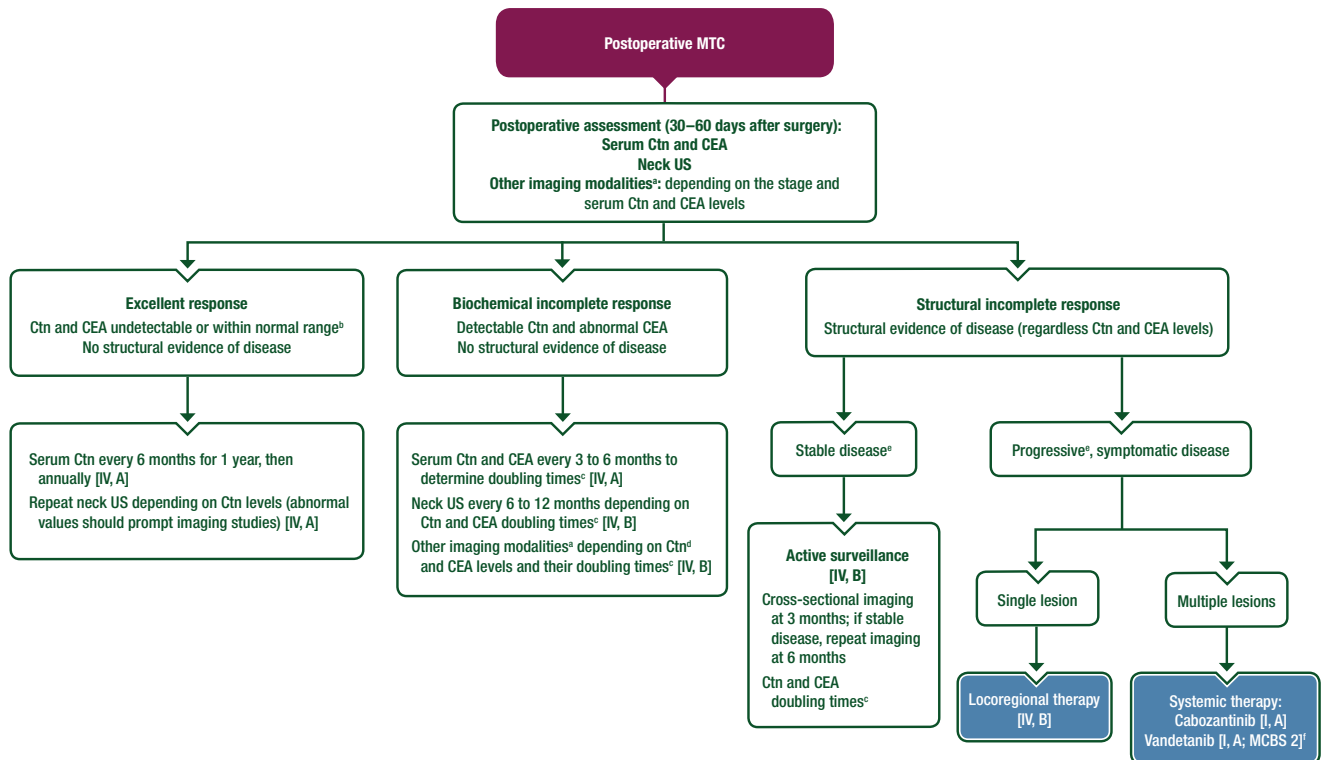 Postoperative MTC
Postoperative assessment (30–60 days after surgery):
Serum Ctn and CEA
Neck US
Other imaging modalitiesᵃ: depending on the stage and
serum Ctn and CEA levels
Excellent response
Ctn and CEA undetectable or within normal rangeᵇ
No structural evidence of disease
Biochemical incomplete response
Detectable Ctn and abnormal CEA
No structural evidence of disease
Structural incomplete response
Structural evidence of disease (regardless Ctn and CEA levels)
Serum Ctn every 6 months for 1 year, then
annually [IV, A]
Repeat neck US depending on Ctn levels (abnormal
values should prompt imaging studies) [IV, A]
Serum Ctn and CEA every 3 to 6 months to
determine doubling timesᶜ [IV, A]
Neck US every 6 to 12 months depending on
Ctn and CEA doubling timesᶜ [IV, B]
Other imaging modalitiesᵃ depending on Ctnᵈ
and CEA levels and their doubling timesᶜ [IV, B]
Stable diseaseᵉ
Progressiveᵉ, symptomatic disease
Active surveillance
[IV, B]
Cross-sectional imaging
at 3 months; if stable
disease, repeat imaging
at 6 months
Ctn and CEA
doubling timesᶜ
Single lesion
Multiple lesions
Locoregional therapy
[IV, B]
Systemic therapy:
Cabozantinib [I, A]
Vandetanib [I, A; MCBS 2]ᶠ